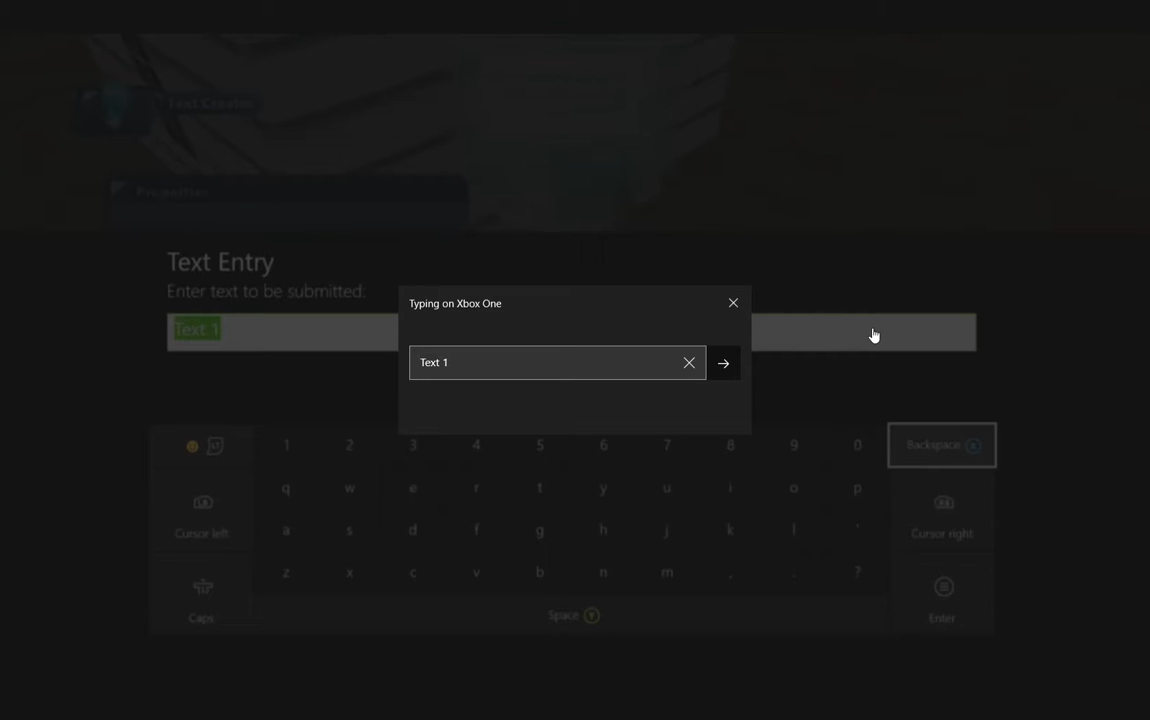 Text Creator
Properties
Text Entry
Enter text to be submitted:
Text 1
Typing on Xbox One
Text 1
1 2 3 4 5 6 7 8 9 0 Backspace X
q w e r t y u i o p
Cursor left a s d f g h j k l ' Cursor right
z x c v b n m , . ?
Caps Space Y Enter